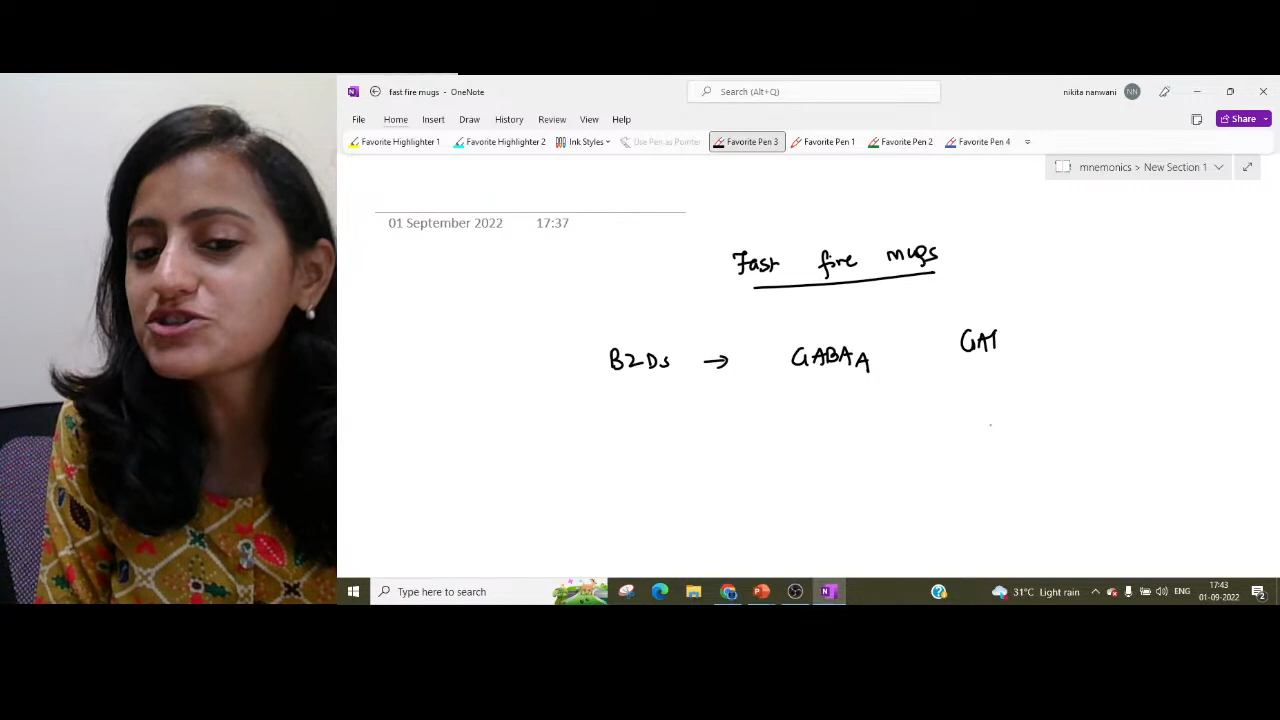 fast fire mugs - OneNote
Search (Alt+Q)
nikita nanwani NN
File Home Insert Draw History Review View Help
Share
Favorite Highlighter 1 Favorite Highlighter 2 Ink Styles Use Pen as Pointer Favorite Pen 3 Favorite Pen 1 Favorite Pen 2 Favorite Pen 4
mnemonics > New Section 1
01 September 2022 17:37
Fast fire mugs
BZDs → GABAA GAI
Type here to search
31°C Light rain ENG 17:43
01-09-2022 2